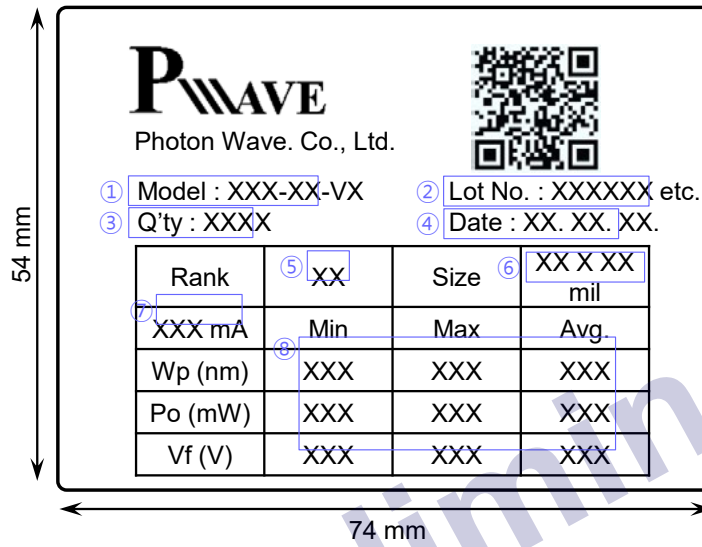 PWAVE
Photon Wave. Co., Ltd.
① Model : XXX-XX-VX ② Lot No. : XXXXXX etc.
③ Q'ty : XXXX ④ Date : XX. XX. XX.
Rank ⑤ XX Size ⑥ XX X XX mil
⑦ XXX mA Min Max Avg.
⑧
Wp (nm) XXX XXX XXX
Po (mW) XXX XXX XXX
Vf (V) XXX XXX XXX
54 mm
74 mm
limin